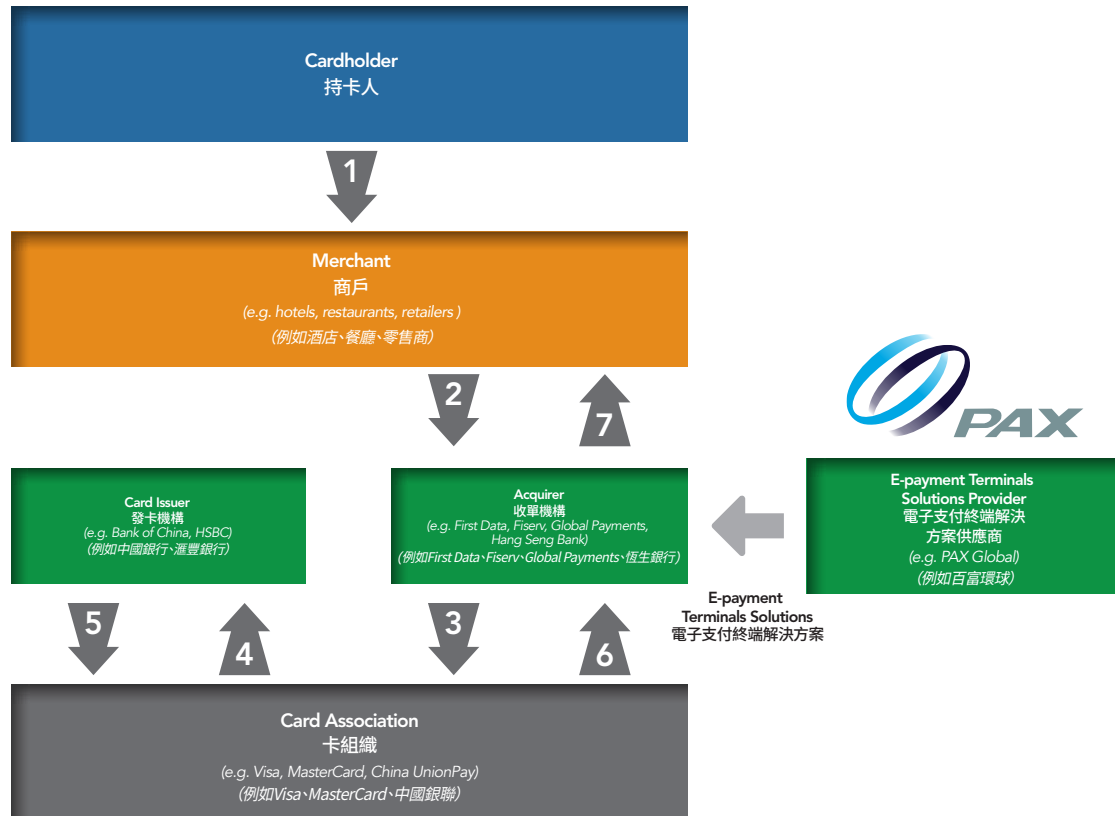 Cardholder
持卡人
1
Merchant
商戶
(e.g. hotels, restaurants, retailers )
(例如酒店、餐廳、零售商)
2
7
PAX
Card Issuer
發卡機構
(e.g. Bank of China, HSBC)
(例如中國銀行、滙豐銀行)
Acquirer
收單機構
(e.g. First Data, Fiserv, Global Payments,
Hang Seng Bank)
(例如First Data、Fiserv、Global Payments、恆生銀行)
E-payment Terminals
Solutions Provider
電子支付終端解決
方案供應商
(e.g. PAX Global)
(例如百富環球)
E-payment
Terminals Solutions
電子支付終端解決方案
5
4
3
6
Card Association
卡組織
(e.g. Visa, MasterCard, China UnionPay)
(例如Visa、MasterCard、中國銀聯)